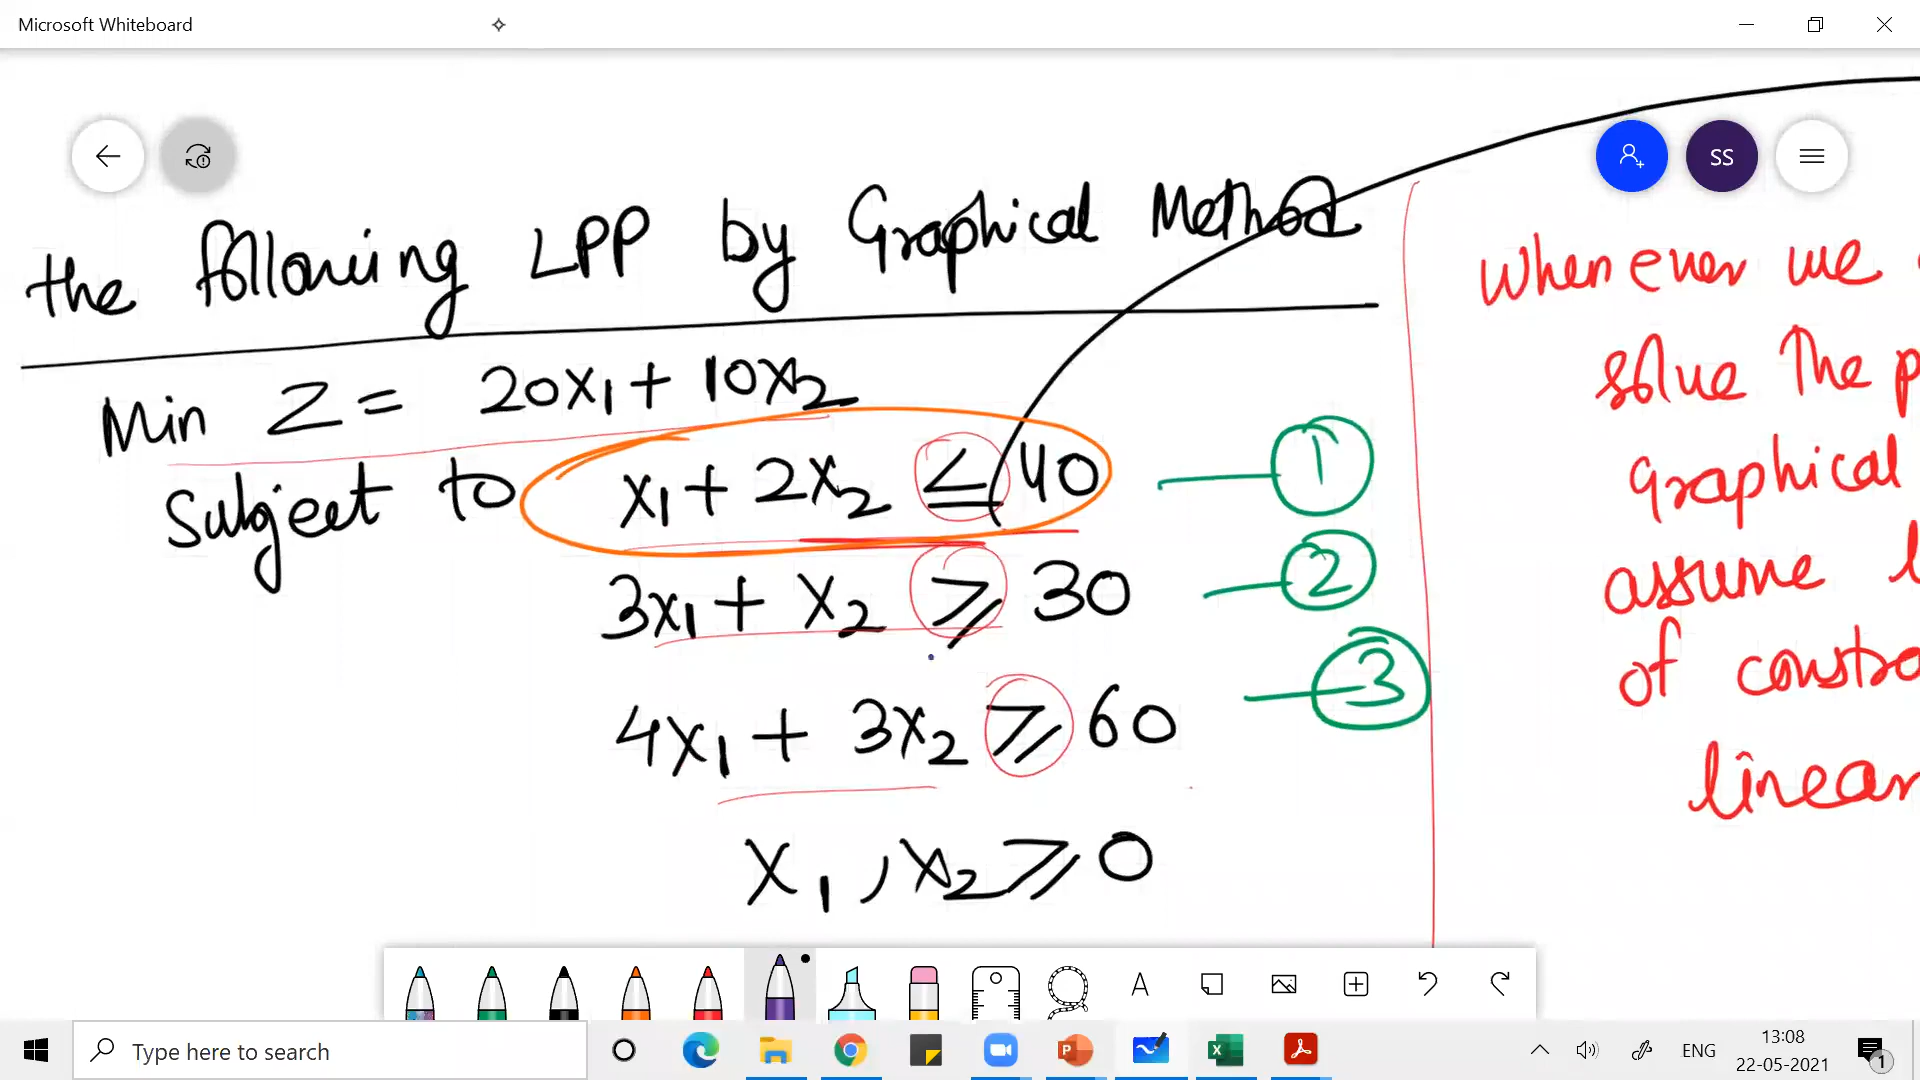 Microsoft Whiteboard
SS
the following LPP by Graphical Method
Min Z = 20x₁ + 10x₂
Subject to x₁ + 2x₂ ≤ 40 — 1
3x₁ + x₂ ≥ 30 — 2
4x₁ + 3x₂ ≥ 60 — 3
x₁, x₂ ≥ 0
Whenever we
solve The p
Graphical
assume l
of constra
linear
A
Type here to search
ENG
13:08
22-05-2021
1